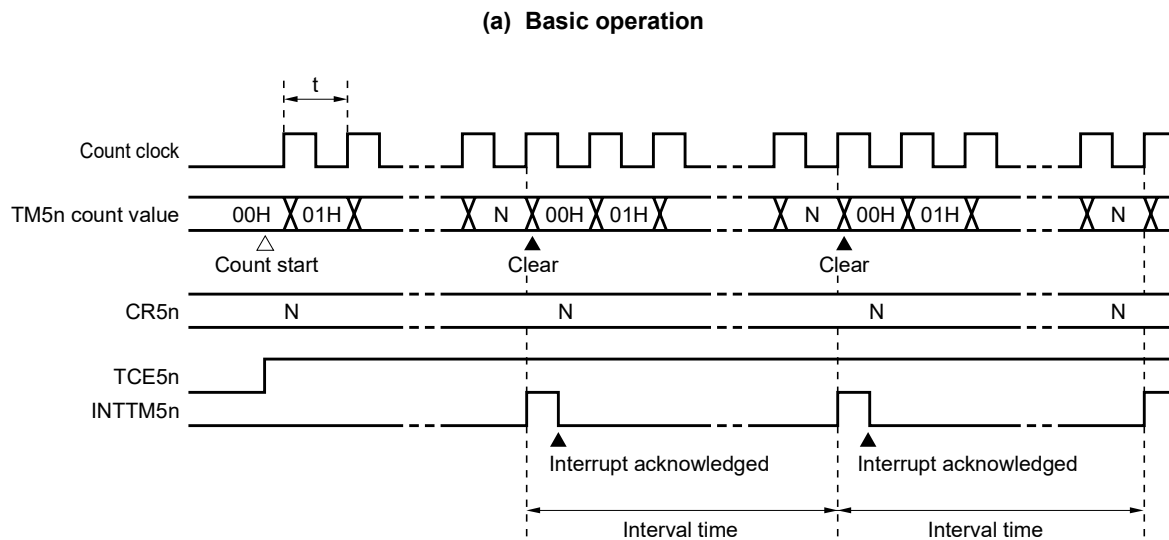 (a) Basic operation
t
Count clock
TM5n count value 00H 01H N 00H 01H N 00H 01H N
Count start Clear Clear
CR5n N N N N
TCE5n
INTTM5n
Interrupt acknowledged Interrupt acknowledged
Interval time Interval time